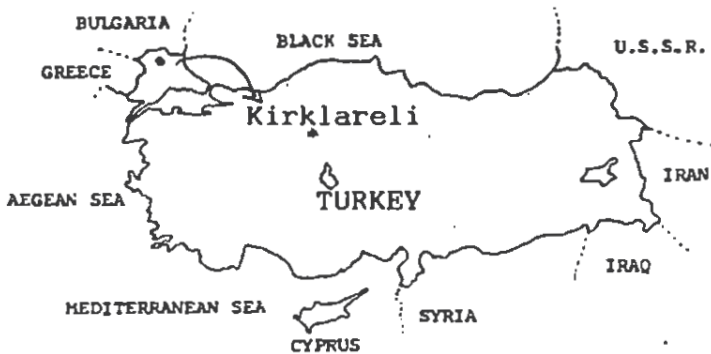 BULGARIA
BLACK SEA
U.S.S.R.
GREECE
Kirklareli
IRAN
AEGEAN SEA
TURKEY
IRAQ
MEDITERRANEAN SEA
SYRIA
CYPRUS